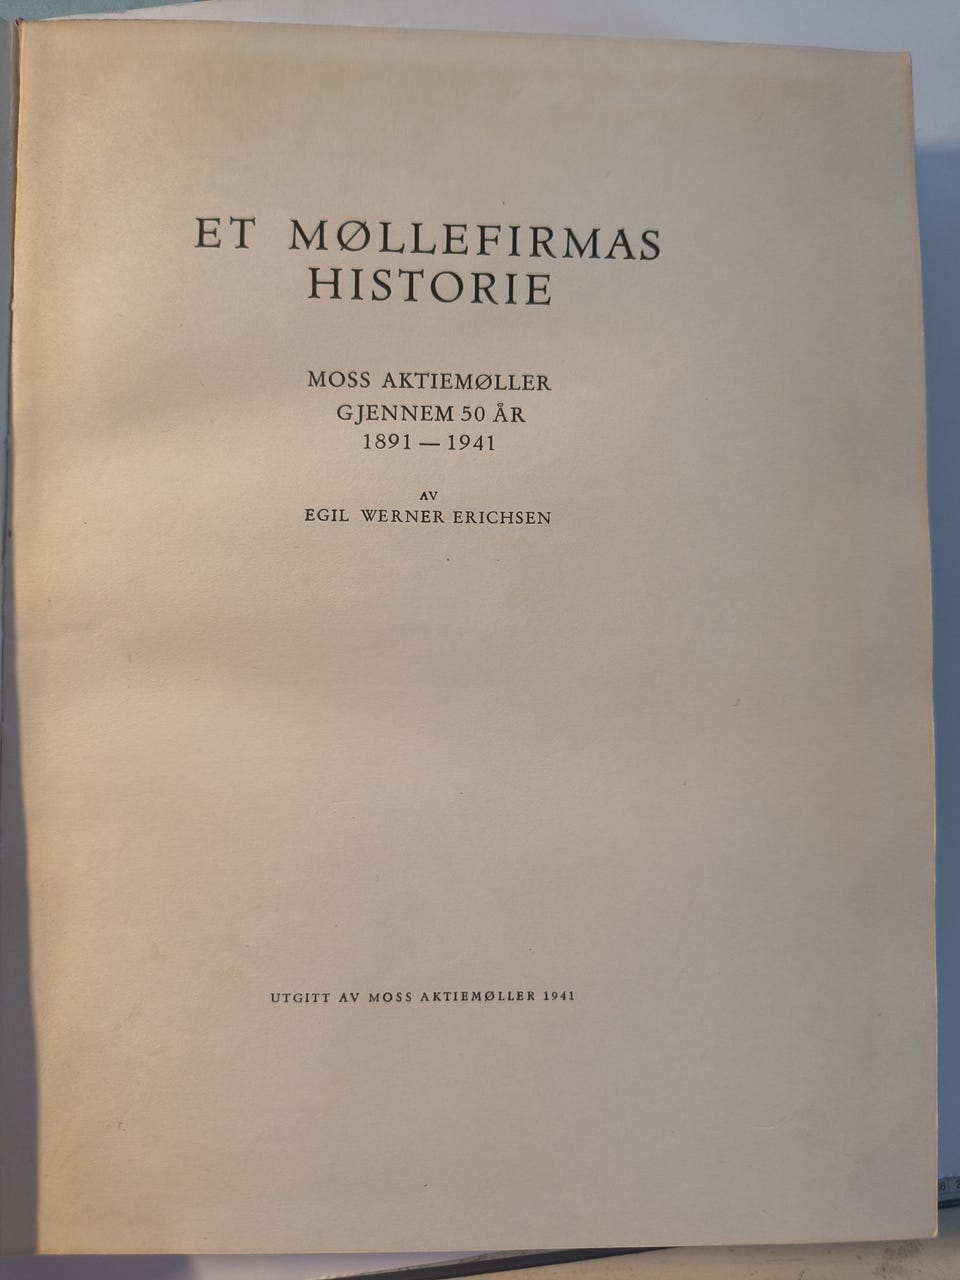 ET MØLLEFIRMAS
HISTORIE
MOSS AKTIEMØLLER
GJENNEM 50 ÅR
1891 — 1941
AV
EGIL WERNER ERICHSEN
UTGITT AV MOSS AKTIEMØLLER 1941